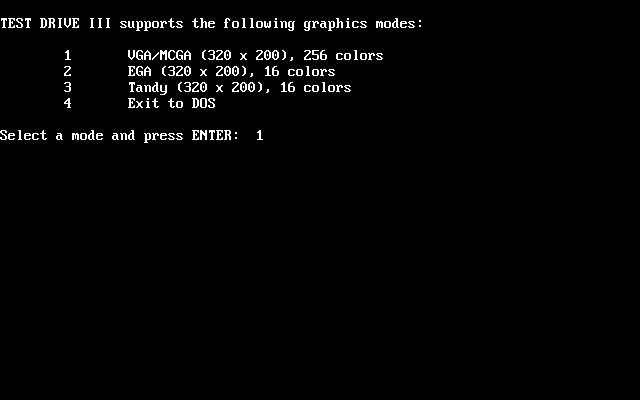 TEST DRIVE III supports the following graphics modes:
1 VGA/MCGA (320 x 200), 256 colors
2 EGA (320 x 200), 16 colors
3 Tandy (320 x 200), 16 colors
4 Exit to DOS
Select a mode and press ENTER: 1